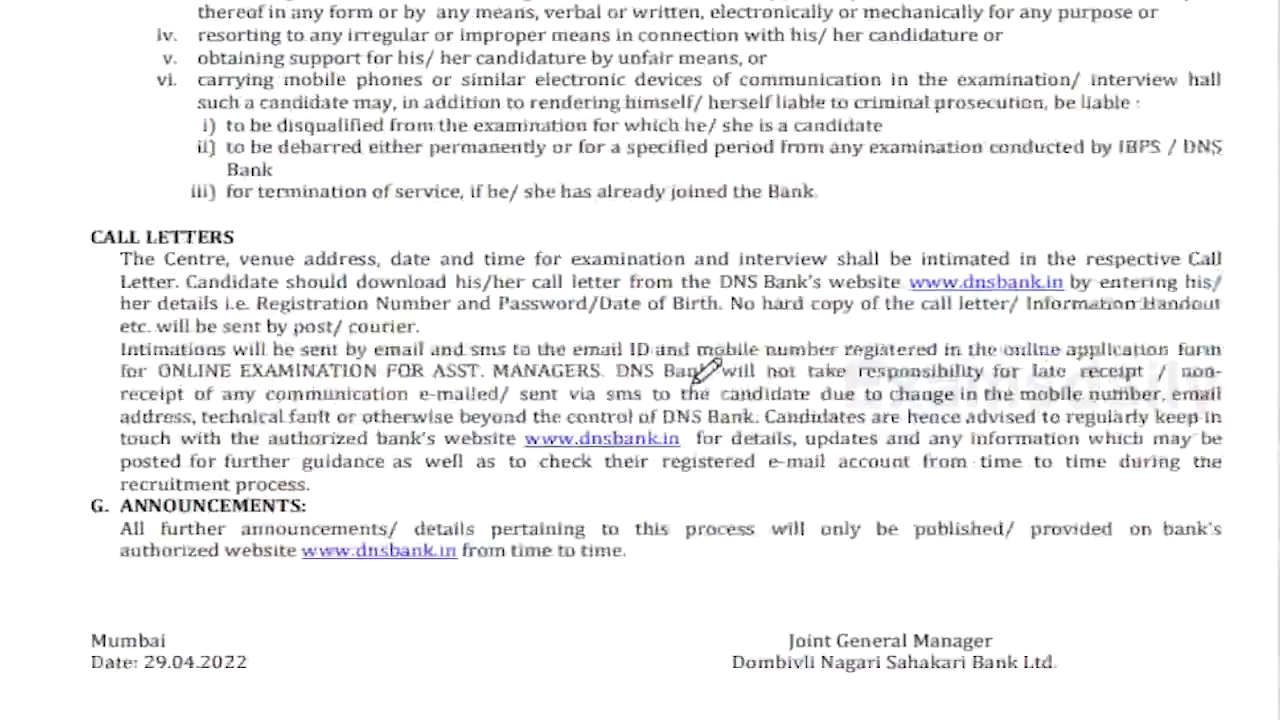 thereof in any form or by any means, verbal or written, electronically or mechanically for any purpose or
iv. resorting to any irregular or improper means in connection with his/ her candidature or
v. obtaining support for his/ her candidature by unfair means, or
vi. carrying mobile phones or similar electronic devices of communication in the examination/ interview hall
such a candidate may, in addition to rendering himself/ herself liable to criminal prosecution, be liable :
i) to be disqualified from the examination for which he/ she is a candidate
ii) to be debarred either permanently or for a specified period from any examination conducted by IBPS / DNS
Bank
iii) for termination of service, if he/ she has already joined the Bank.
CALL LETTERS
The Centre, venue address, date and time for examination and interview shall be intimated in the respective Call
Letter. Candidate should download his/her call letter from the DNS Bank's website www.dnsbank.in by entering his/
her details i.e. Registration Number and Password/Date of Birth. No hard copy of the call letter/ Information Handout
etc. will be sent by post/ courier.
Intimations will be sent by email and sms to the email ID and mobile number registered in the online application form
for ONLINE EXAMINATION FOR ASST. MANAGERS. DNS Bank will not take responsibility for late receipt / non-
receipt of any communication e-mailed/ sent via sms to the candidate due to change in the mobile number, email
address, technical fault or otherwise beyond the control of DNS Bank. Candidates are hence advised to regularly keep in
touch with the authorized bank's website www.dnsbank.in for details, updates and any information which may be
posted for further guidance as well as to check their registered e-mail account from time to time during the
recruitment process.
G. ANNOUNCEMENTS:
All further announcements/ details pertaining to this process will only be published/ provided on bank's
authorized website www.dnsbank.in from time to time.
Mumbai
Date: 29.04.2022
Joint General Manager
Dombivli Nagari Sahakari Bank Ltd.